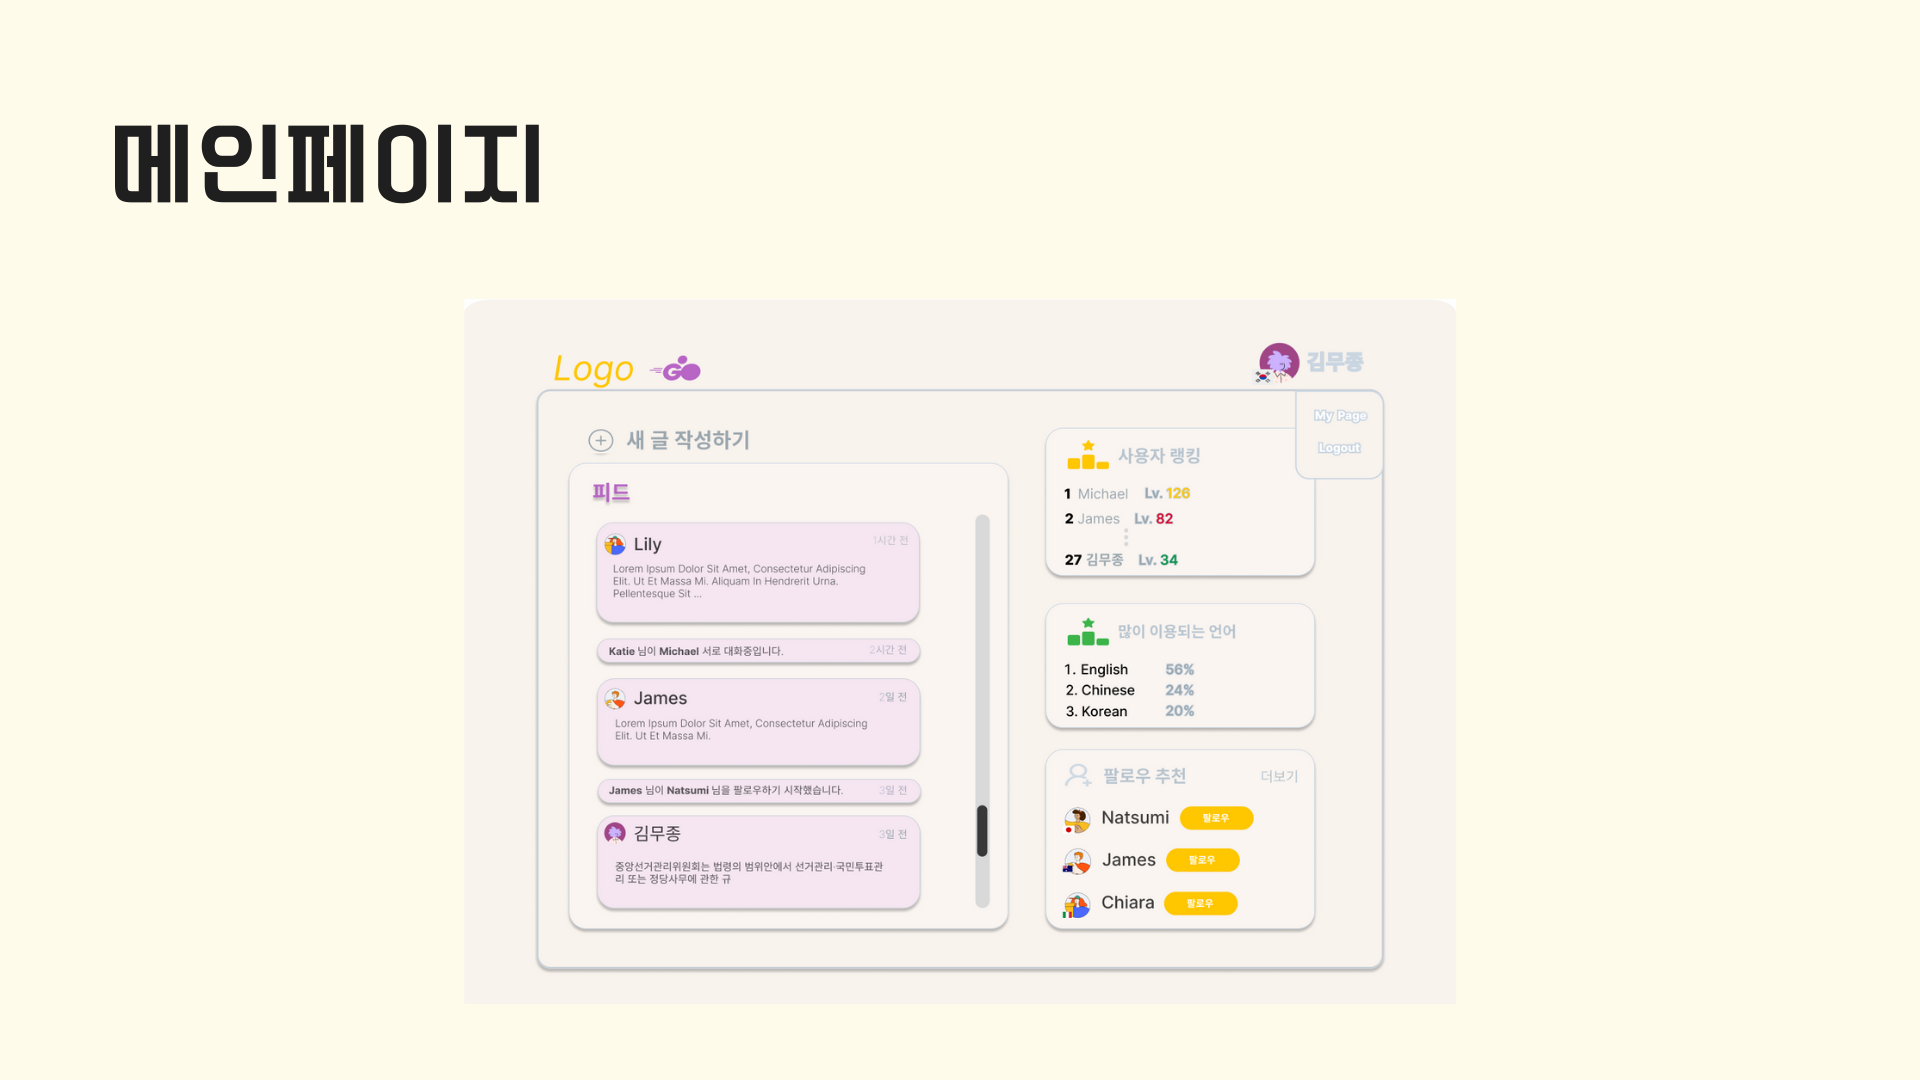 메인페이지
Logo
G
김무종
My Page
Logout
새 글 작성하기
피드
Lily 1시간 전
Lorem Ipsum Dolor Sit Amet, Consectetur Adipiscing
Elit. Ut Et Massa Mi. Aliquam In Hendrerit Urna.
Pellentesque Sit ...
Katie 님이 Michael 서로 대화중입니다. 2시간 전
James 2일 전
Lorem Ipsum Dolor Sit Amet, Consectetur Adipiscing
Elit. Ut Et Massa Mi.
James 님이 Natsumi 님을 팔로우하기 시작했습니다. 3일 전
김무종 3일 전
중앙선거관리위원회는 법령의 범위안에서 선거관리·국민투표관
리 또는 정당사무에 관한 규
사용자 랭킹
1 Michael Lv. 126
2 James Lv. 82
27 김무종 Lv. 34
많이 이용되는 언어
1. English 56%
2. Chinese 24%
3. Korean 20%
팔로우 추천 더보기
Natsumi 팔로우
James 팔로우
Chiara 팔로우